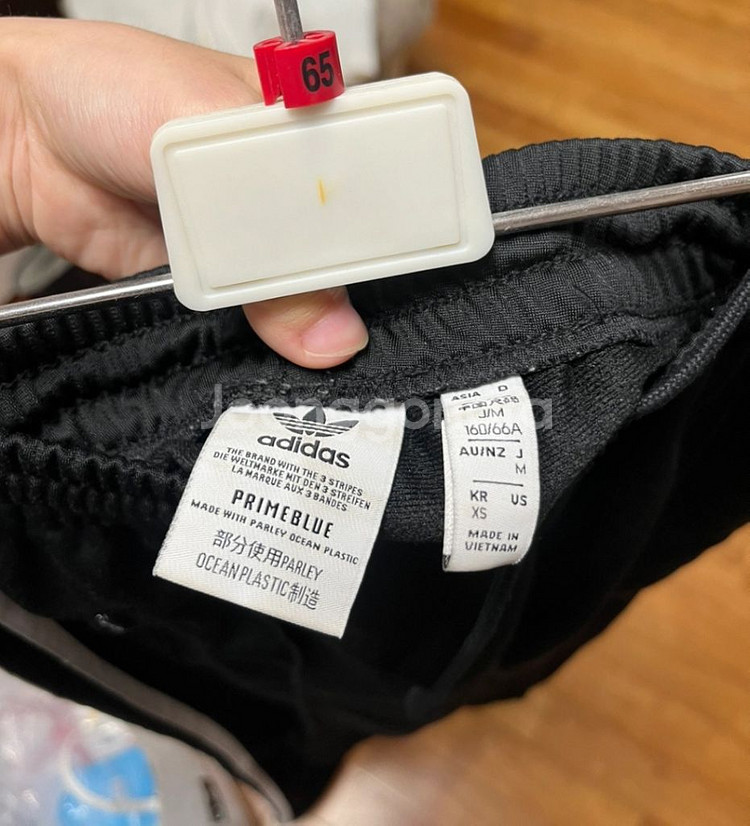 65
adidas
THE BRAND WITH THE 3 STRIPES
DIE WELTMARKE MIT DEN 3 STREIFEN
LA MARQUE AUX 3 BANDES
PRIMEBLUE
MADE WITH PARLEY OCEAN PLASTIC
部分使用PARLEY
OCEAN PLASTIC制造
ASIA D
J/M
160/66A
AU/NZ J
M
KR US
XS
MADE IN
VIETNAM